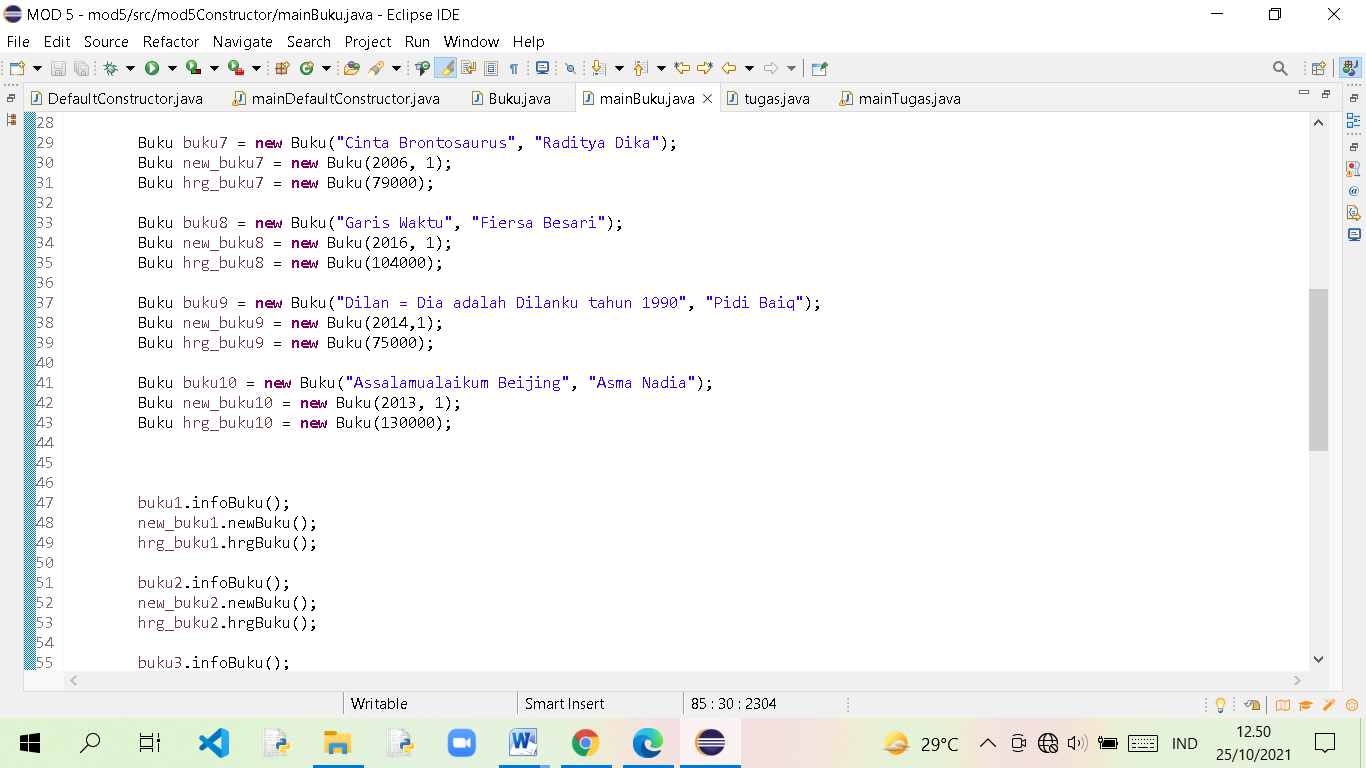 MOD 5 - mod5/src/mod5Constructor/mainBuku.java - Eclipse IDE
File Edit Source Refactor Navigate Search Project Run Window Help
DefaultConstructor.java mainDefaultConstructor.java Buku.java mainBuku.java tugas.java mainTugas.java
28
29 Buku buku7 = new Buku("Cinta Brontosaurus", "Raditya Dika");
30 Buku new_buku7 = new Buku(2006, 1);
31 Buku hrg_buku7 = new Buku(79000);
32
33 Buku buku8 = new Buku("Garis Waktu", "Fiersa Besari");
34 Buku new_buku8 = new Buku(2016, 1);
35 Buku hrg_buku8 = new Buku(104000);
36
37 Buku buku9 = new Buku("Dilan = Dia adalah Dilanku tahun 1990", "Pidi Baiq");
38 Buku new_buku9 = new Buku(2014,1);
39 Buku hrg_buku9 = new Buku(75000);
40
41 Buku buku10 = new Buku("Assalamualaikum Beijing", "Asma Nadia");
42 Buku new_buku10 = new Buku(2013, 1);
43 Buku hrg_buku10 = new Buku(130000);
44
45
46
47 buku1.infoBuku();
48 new_buku1.newBuku();
49 hrg_buku1.hrgBuku();
50
51 buku2.infoBuku();
52 new_buku2.newBuku();
53 hrg_buku2.hrgBuku();
54
55 buku3.infoBuku();
Writable Smart Insert 85 : 30 : 2304
29°C IND 12.50
25/10/2021